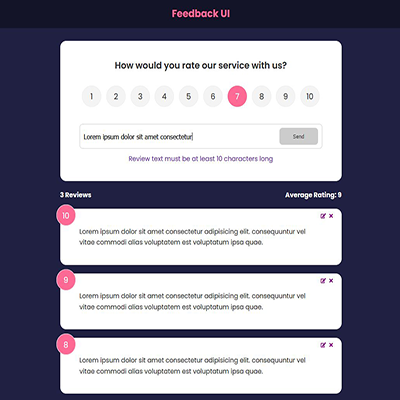 Feedback UI
How would you rate our service with us?
1 2 3 4 5 6 7 8 9 10
Lorem ipsum dolor sit amet consectetur Send
Review text must be at least 10 characters long
3 Reviews Average Rating: 9
10
Lorem ipsum dolor sit amet consectetur adipisicing elit. consequuntur vel
vitae commodi alias voluptatem est voluptatum ipsa quae.
9
Lorem ipsum dolor sit amet consectetur adipisicing elit. consequuntur vel
vitae commodi alias voluptatem est voluptatum ipsa quae.
8
Lorem ipsum dolor sit amet consectetur adipisicing elit. consequuntur vel
vitae commodi alias voluptatem est voluptatum ipsa quae.